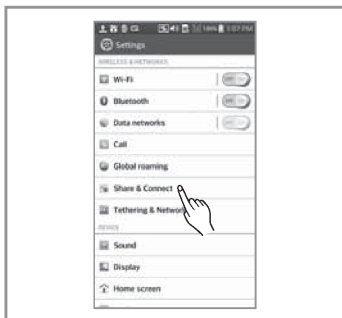 Settings
WIRELESS & NETWORKS
Wi-Fi
Bluetooth
Data networks
Call
Global roaming
Share & Connect
Tethering & Network
DEVICE
Sound
Display
Home screen